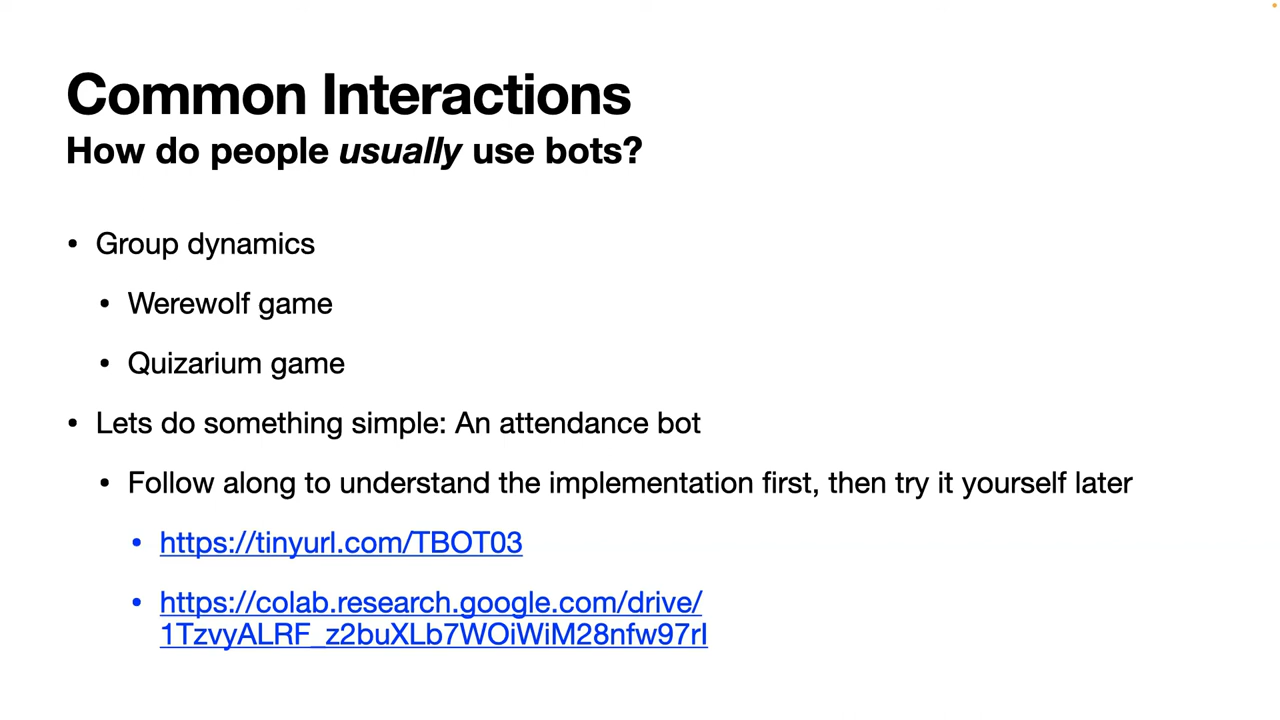 Common Interactions
How do people usually use bots?
• Group dynamics
• Werewolf game
• Quizarium game
• Lets do something simple: An attendance bot
• Follow along to understand the implementation first, then try it yourself later
• https://tinyurl.com/TBOT03
• https://colab.research.google.com/drive/
1TzvyALRF_z2buXLb7WOiWiM28nfw97rI